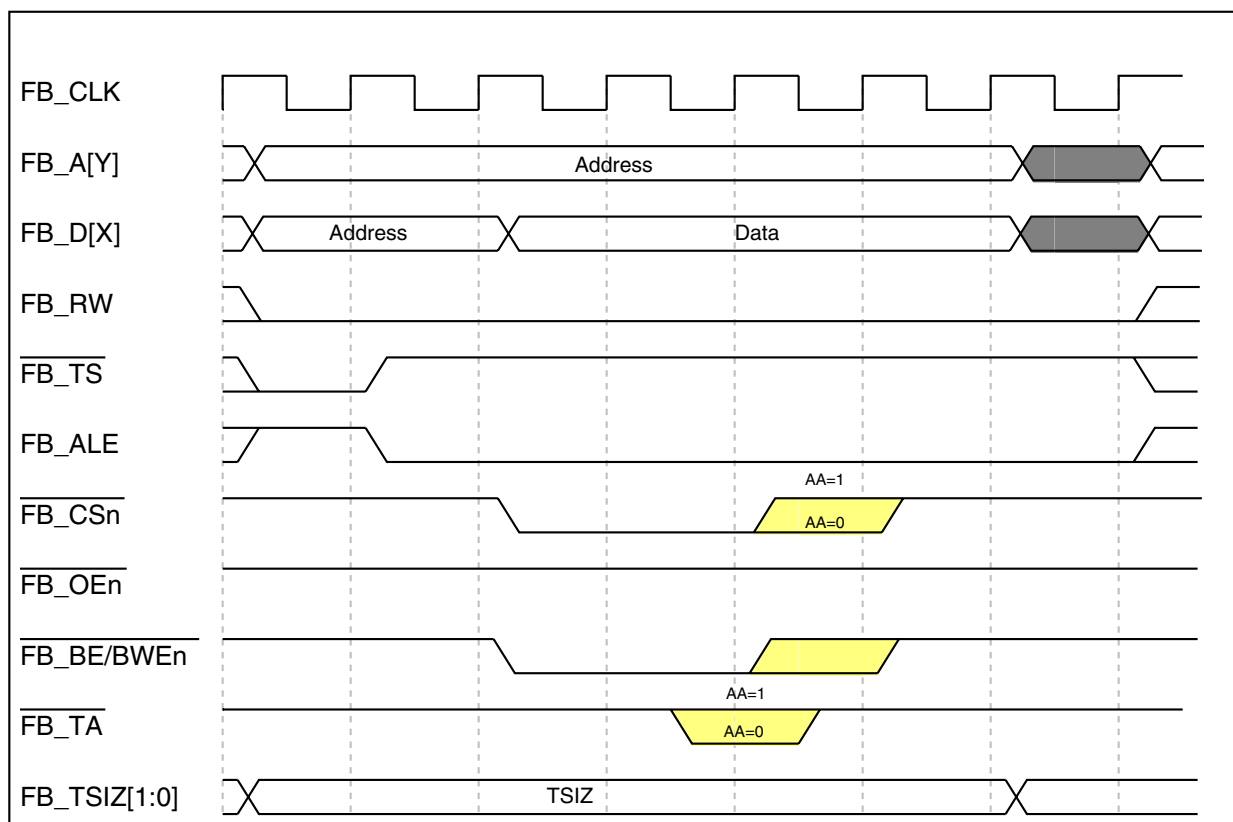 FB_CLK
FB_A[Y]
Address
FB_D[X]
Address
Data
FB_RW
FB_TS
FB_ALE
AA=1
FB_CSn
AA=0
FB_OEn
FB_BE/BWEn
AA=1
FB_TA
AA=0
FB_TSIZ[1:0]
TSIZ